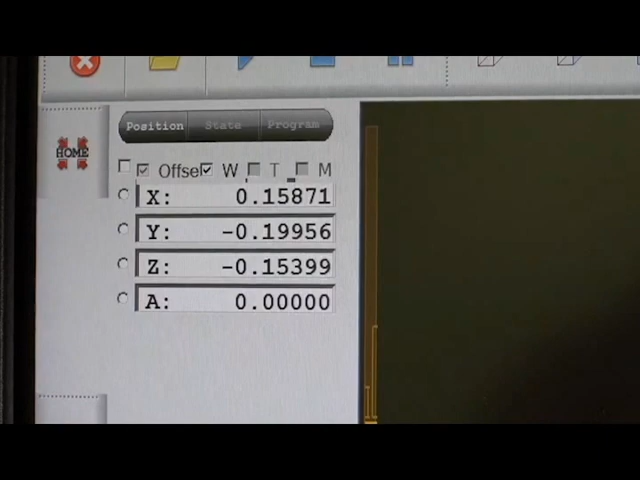 Position State Program
HOME
Offse W T M
X: 0.15871
Y: -0.19956
Z: -0.15399
A: 0.00000